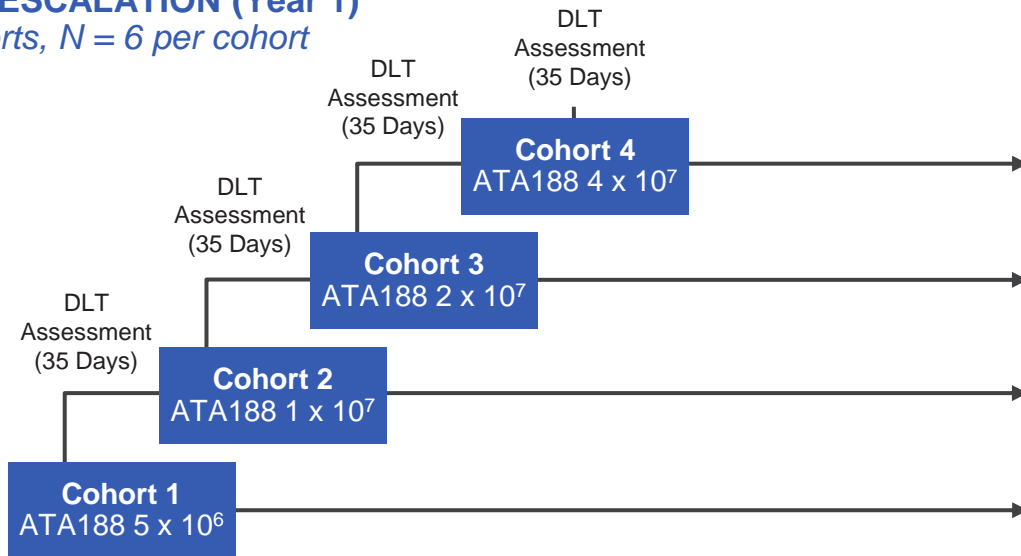 ESCALATION (Year 1)
rts, N = 6 per cohort
DLT
Assessment
(35 Days)
Cohort 4
ATA188 4 x 10⁷
DLT
Assessment
(35 Days)
Cohort 3
ATA188 2 x 10⁷
DLT
Assessment
(35 Days)
Cohort 2
ATA188 1 x 10⁷
DLT
Assessment
(35 Days)
Cohort 1
ATA188 5 x 10⁶